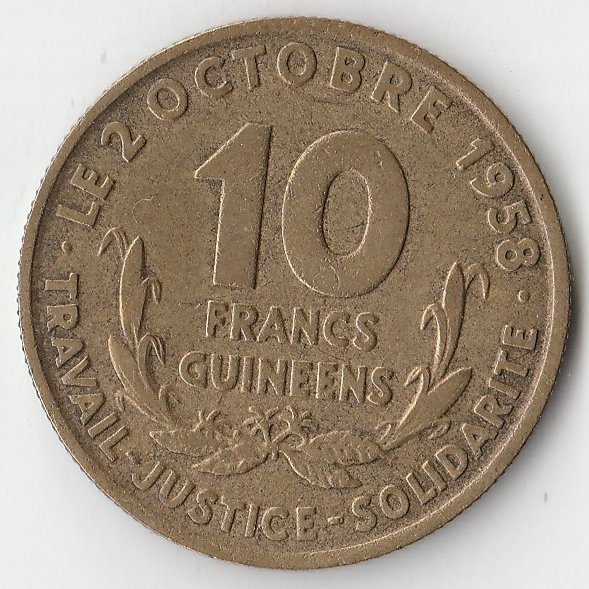 LE 2 OCTOBRE 1958
10
FRANCS
GUINEENS
· TRAVAIL-JUSTICE-SOLIDARITE ·